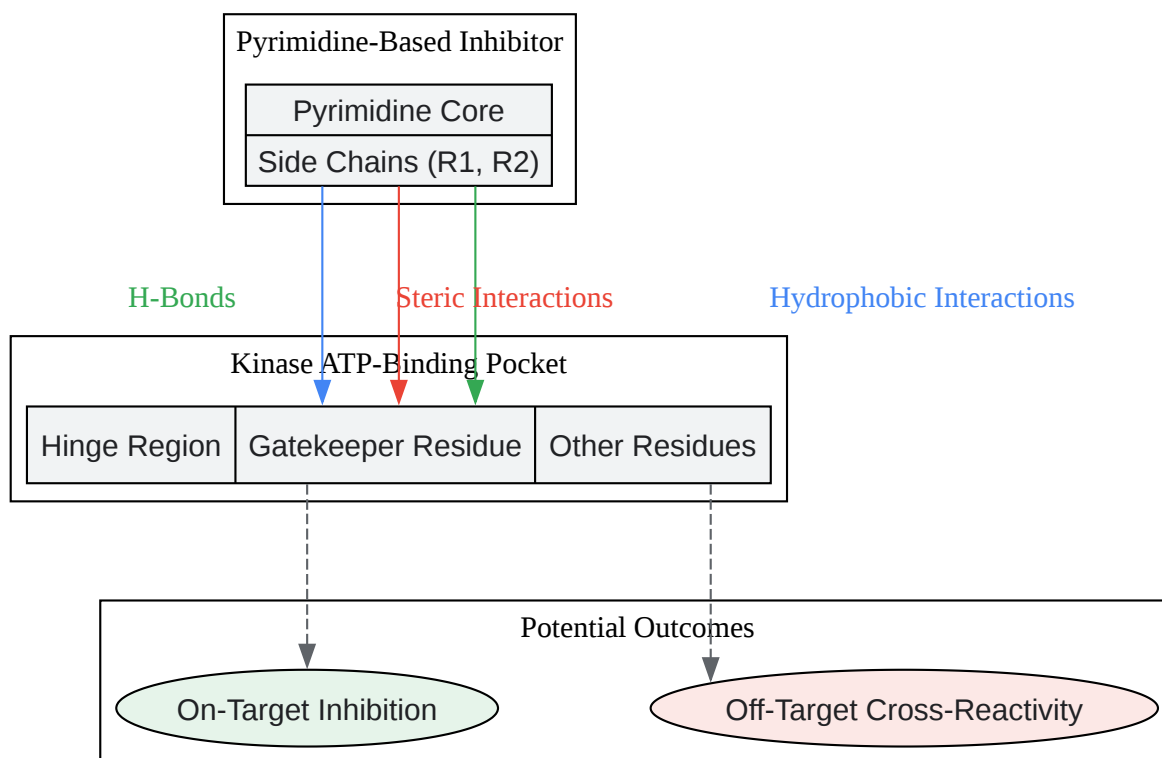 Pyrimidine-Based Inhibitor
Pyrimidine Core
Side Chains (R1, R2)
H-Bonds
Steric Interactions
Hydrophobic Interactions
Kinase ATP-Binding Pocket
Hinge Region
Gatekeeper Residue
Other Residues
Potential Outcomes
On-Target Inhibition
Off-Target Cross-Reactivity